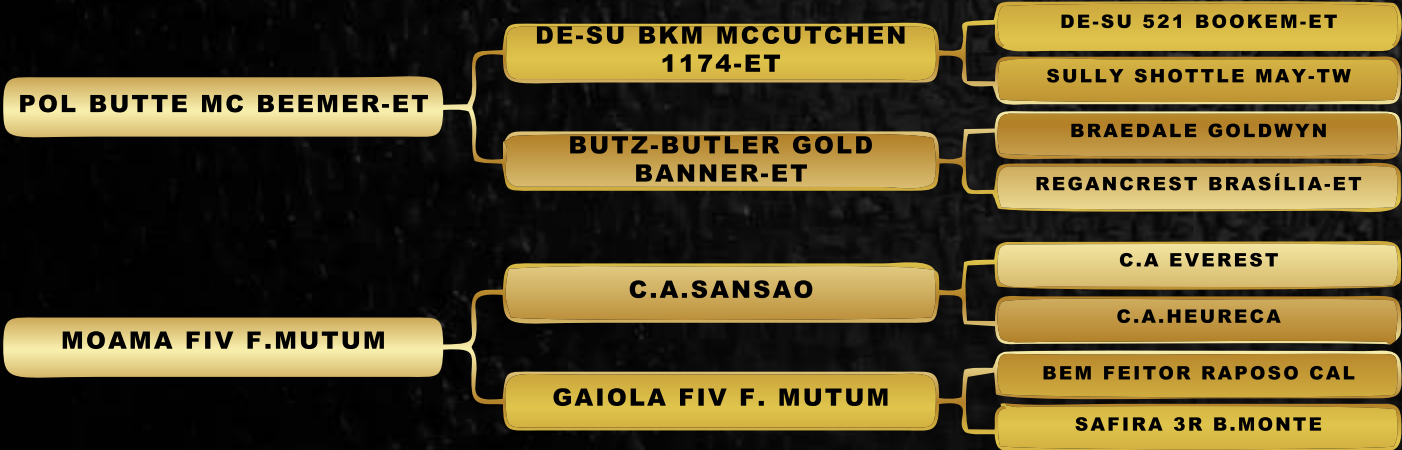 POL BUTTE MC BEEMER-ET
DE-SU BKM MCCUTCHEN
1174-ET
DE-SU 521 BOOKEM-ET
SULLY SHOTTLE MAY-TW
BUTZ-BUTLER GOLD
BANNER-ET
BRAEDALE GOLDWYN
REGANCREST BRASÍLIA-ET
MOAMA FIV F.MUTUM
C.A.SANSAO
C.A EVEREST
C.A.HEURECA
GAIOLA FIV F. MUTUM
BEM FEITOR RAPOSO CAL
SAFIRA 3R B.MONTE